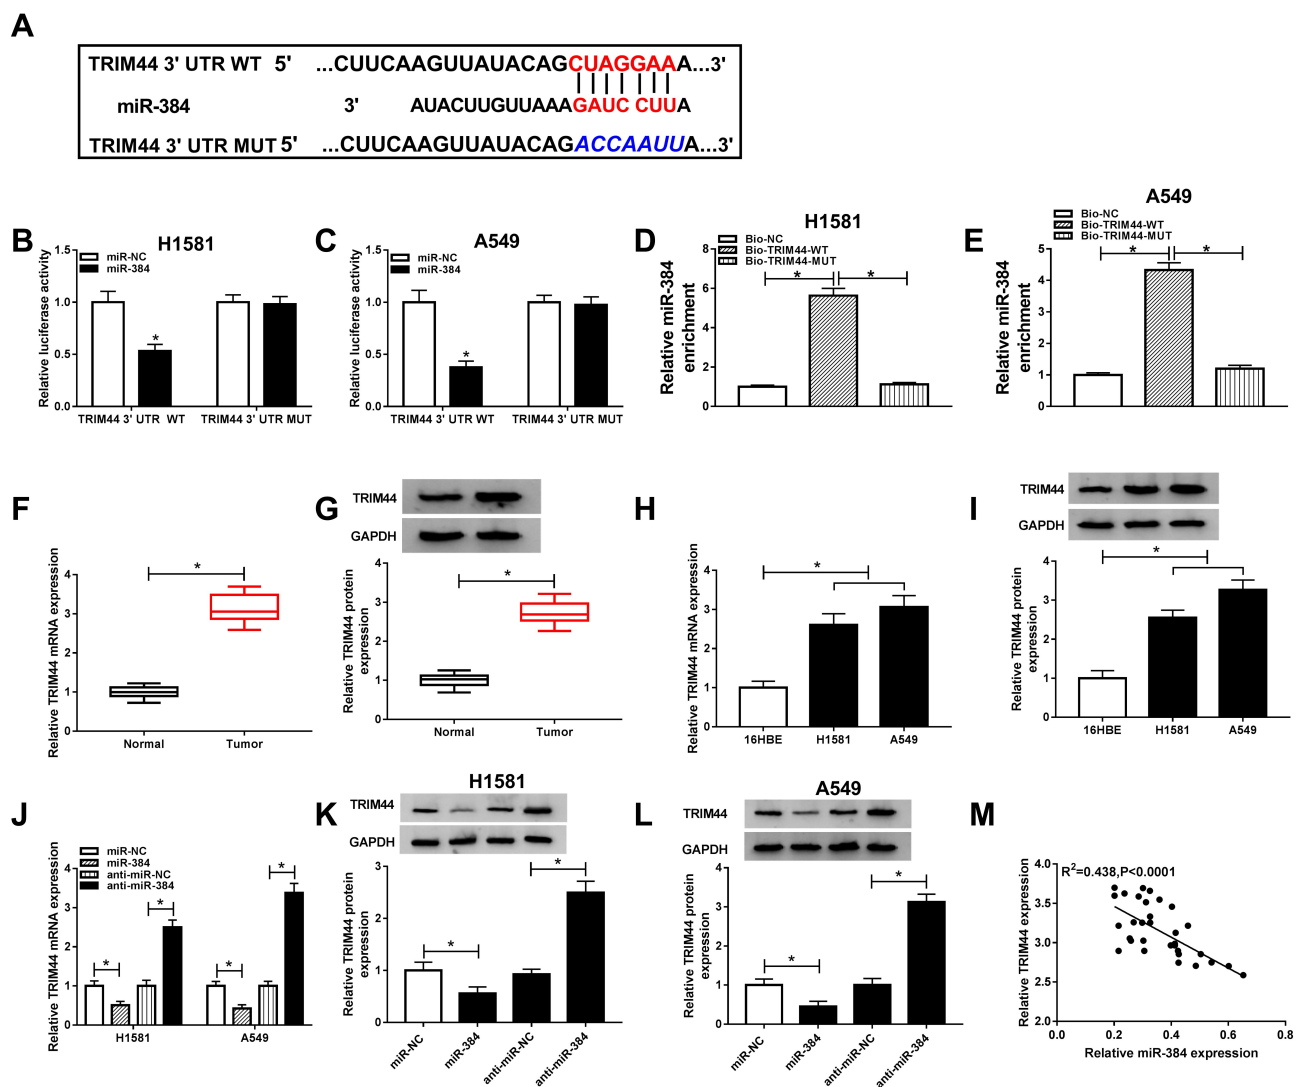 A
TRIM44 3' UTR WT 5' ...CUUCAAGUUAUACAGCUAGGAAA...3'
miR-384 3' AUACUUGUUAAAGAUC CUUA
TRIM44 3' UTR MUT 5' ...CUUCAAGUUAUACAGACCAAUUA...3'
B
H1581
miR-NC
miR-384
Relative luciferase activity
1.5
1.0
0.5
0.0
*
TRIM44 3' UTR WT
TRIM44 3' UTR MUT
C
A549
miR-NC
miR-384
Relative luciferase activity
1.5
1.0
0.5
0.0
*
TRIM44 3' UTR WT
TRIM44 3' UTR MUT
D
H1581
Bio-NC
Bio-TRIM44-WT
Bio-TRIM44-MUT
Relative miR-384
enrichment
8
6
4
2
0
*
*
E
A549
Bio-NC
Bio-TRIM44-WT
Bio-TRIM44-MUT
Relative miR-384
enrichment
5
4
3
2
1
0
*
*
F
Relative TRIM44 mRNA expression
4
3
2
1
0
*
Normal
Tumor
G
TRIM44
GAPDH
Relative TRIM44 protein
expression
4
3
2
1
0
*
Normal
Tumor
H
Relative TRIM44 mRNA expression
4
3
2
1
0
*
16HBE
H1581
A549
I
TRIM44
GAPDH
Relative TRIM44 protein
expression
4
3
2
1
0
*
16HBE
H1581
A549
J
miR-NC
miR-384
anti-miR-NC
anti-miR-384
Relative TRIM44 mRNA expression
4
3
2
1
0
*
*
*
*
H1581
A549
K
H1581
TRIM44
GAPDH
Relative TRIM44 protein
expression
3
2
1
0
*
*
miR-NC
miR-384
anti-miR-NC
anti-miR-384
L
A549
TRIM44
GAPDH
Relative TRIM44 protein
expression
4
3
2
1
0
*
*
miR-NC
miR-384
anti-miR-NC
anti-miR-384
M
R²=0.438,P<0.0001
Relative TRIM44 expression
4.0
3.5
3.0
2.5
2.0
0.0
0.2
0.4
0.6
0.8
Relative miR-384 expression